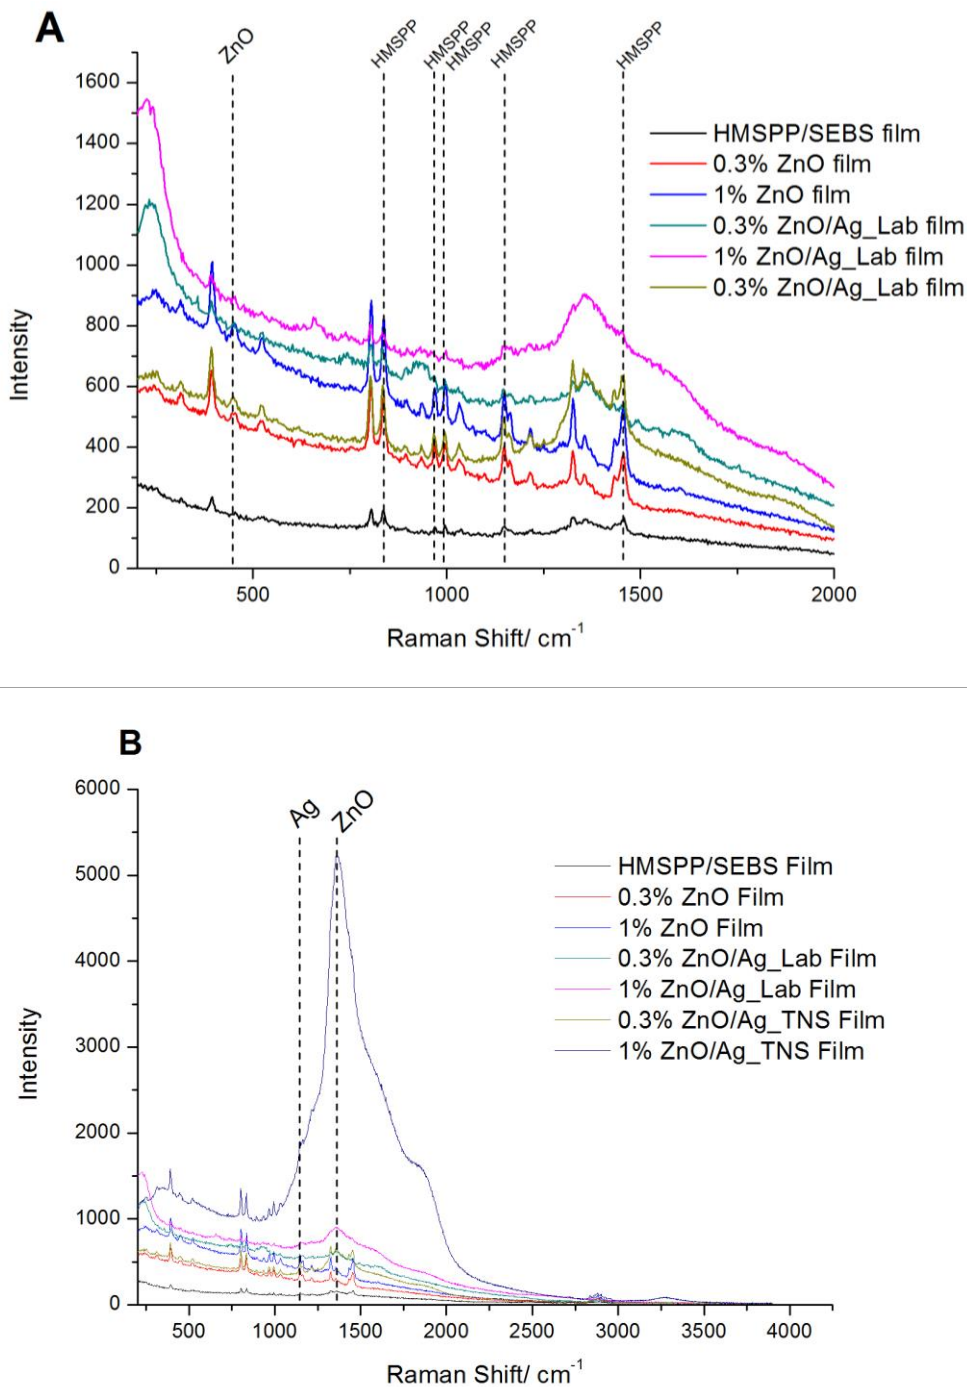 A
ZnO
HMSPP
HMSPP
HMSPP
HMSPP
HMSPP
1600
1400
1200
1000
800
600
400
200
0
Intensity
HMSPP/SEBS film
0.3% ZnO film
1% ZnO film
0.3% ZnO/Ag_Lab film
1% ZnO/Ag_Lab film
0.3% ZnO/Ag_Lab film
500
1000
1500
2000
Raman Shift/ cm-1
B
Ag
ZnO
6000
5000
4000
3000
2000
1000
0
Intensity
HMSPP/SEBS Film
0.3% ZnO Film
1% ZnO Film
0.3% ZnO/Ag_Lab Film
1% ZnO/Ag_Lab Film
0.3% ZnO/Ag_TNS Film
1% ZnO/Ag_TNS Film
500
1000
1500
2000
2500
3000
3500
4000
Raman Shift/ cm-1